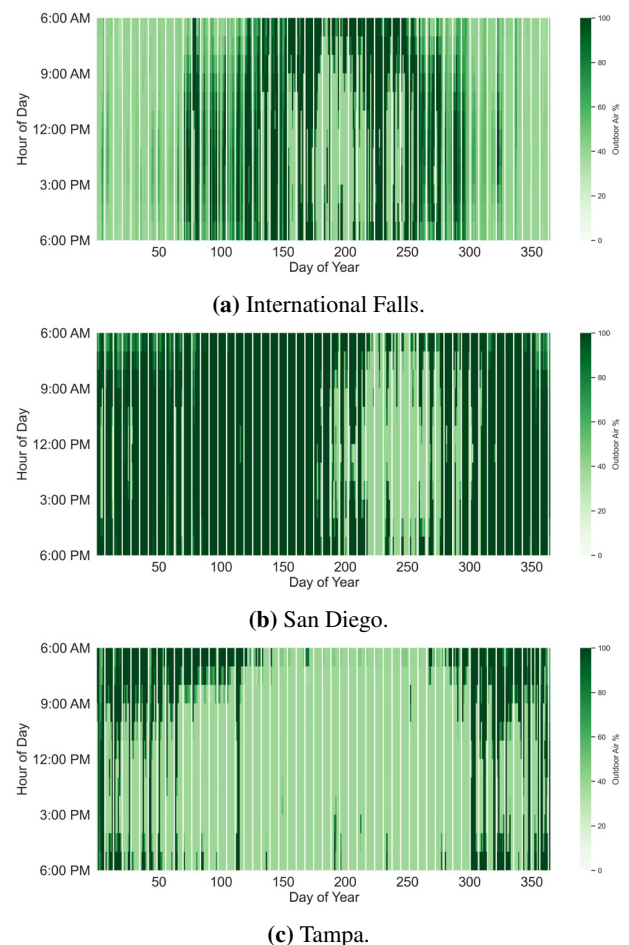 6:00 AM
9:00 AM
12:00 PM
3:00 PM
6:00 PM
Hour of Day
50 100 150 200 250 300 350
Day of Year
100
80
60
40
20
0
Outdoor Air %
(a) International Falls.
6:00 AM
9:00 AM
12:00 PM
3:00 PM
6:00 PM
Hour of Day
50 100 150 200 250 300 350
Day of Year
100
80
60
40
20
0
Outdoor Air %
(b) San Diego.
6:00 AM
9:00 AM
12:00 PM
3:00 PM
6:00 PM
Hour of Day
50 100 150 200 250 300 350
Day of Year
100
80
60
40
20
0
Outdoor Air %
(c) Tampa.